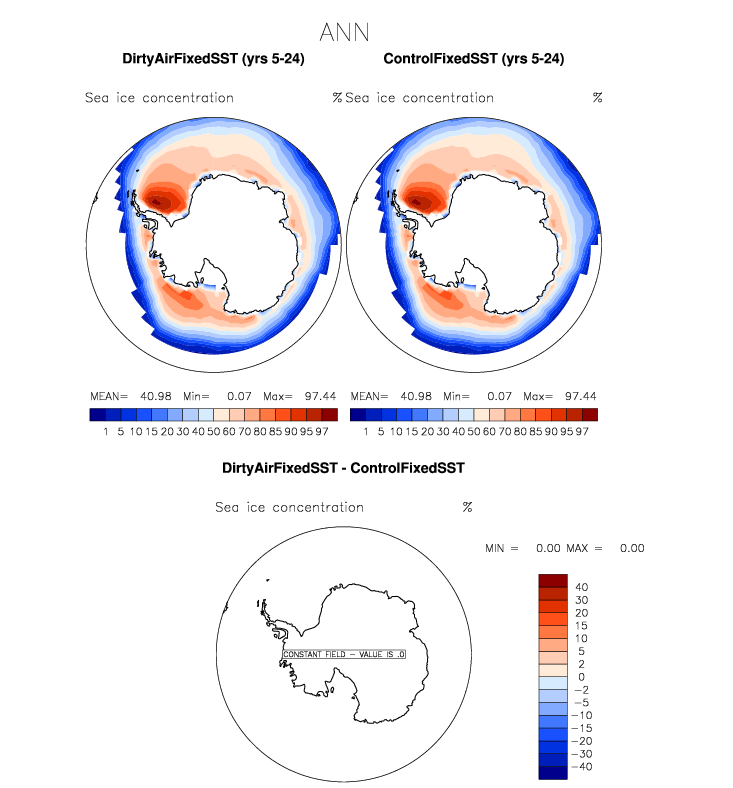 ANN
DirtyAirFixedSST (yrs 5-24) ControlFixedSST (yrs 5-24)
Sea ice concentration % Sea ice concentration %
MEAN= 40.98 Min= 0.07 Max= 97.44 MEAN= 40.98 Min= 0.07 Max= 97.44
1 5 10 15 20 30 40 50 60 70 80 85 90 95 97 1 5 10 15 20 30 40 50 60 70 80 85 90 95 97
DirtyAirFixedSST - ControlFixedSST
Sea ice concentration %
MIN = 0.00 MAX = 0.00
40
30
20
15
10
5
2
0
-2
-5
-10
-15
-20
-30
-40
CONSTANT FIELD - VALUE IS .0